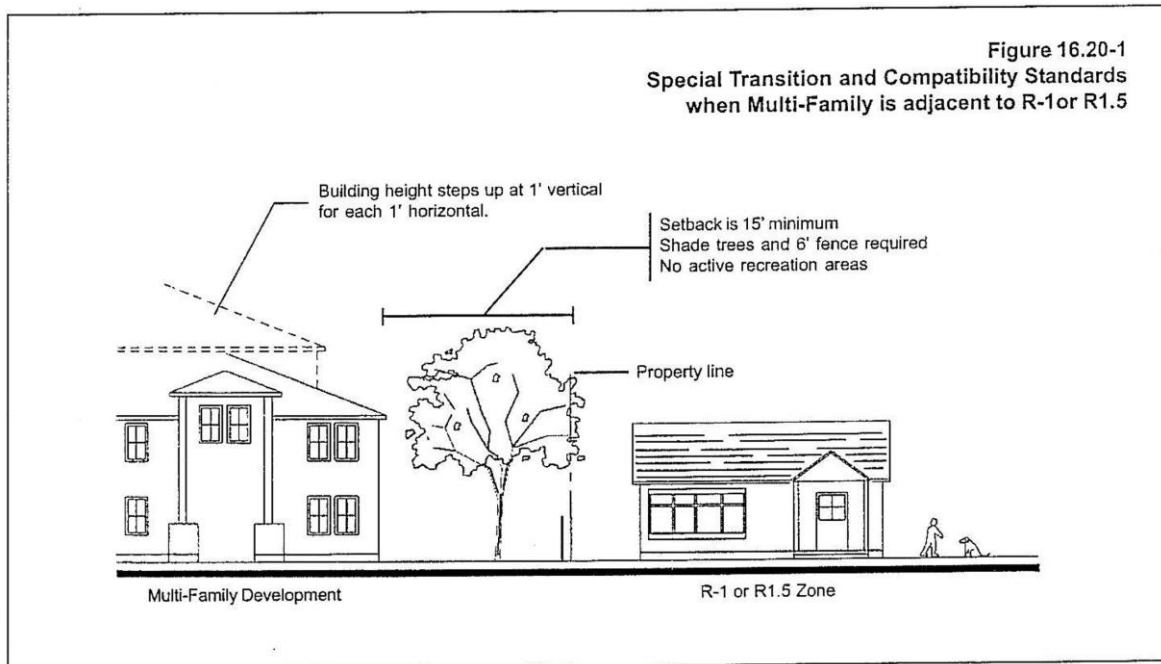 Figure 16.20-1
Special Transition and Compatibility Standards
when Multi-Family is adjacent to R-1or R1.5
Building height steps up at 1' vertical
for each 1' horizontal.
Setback is 15' minimum
Shade trees and 6' fence required
No active recreation areas
Property line
Multi-Family Development
R-1 or R1.5 Zone